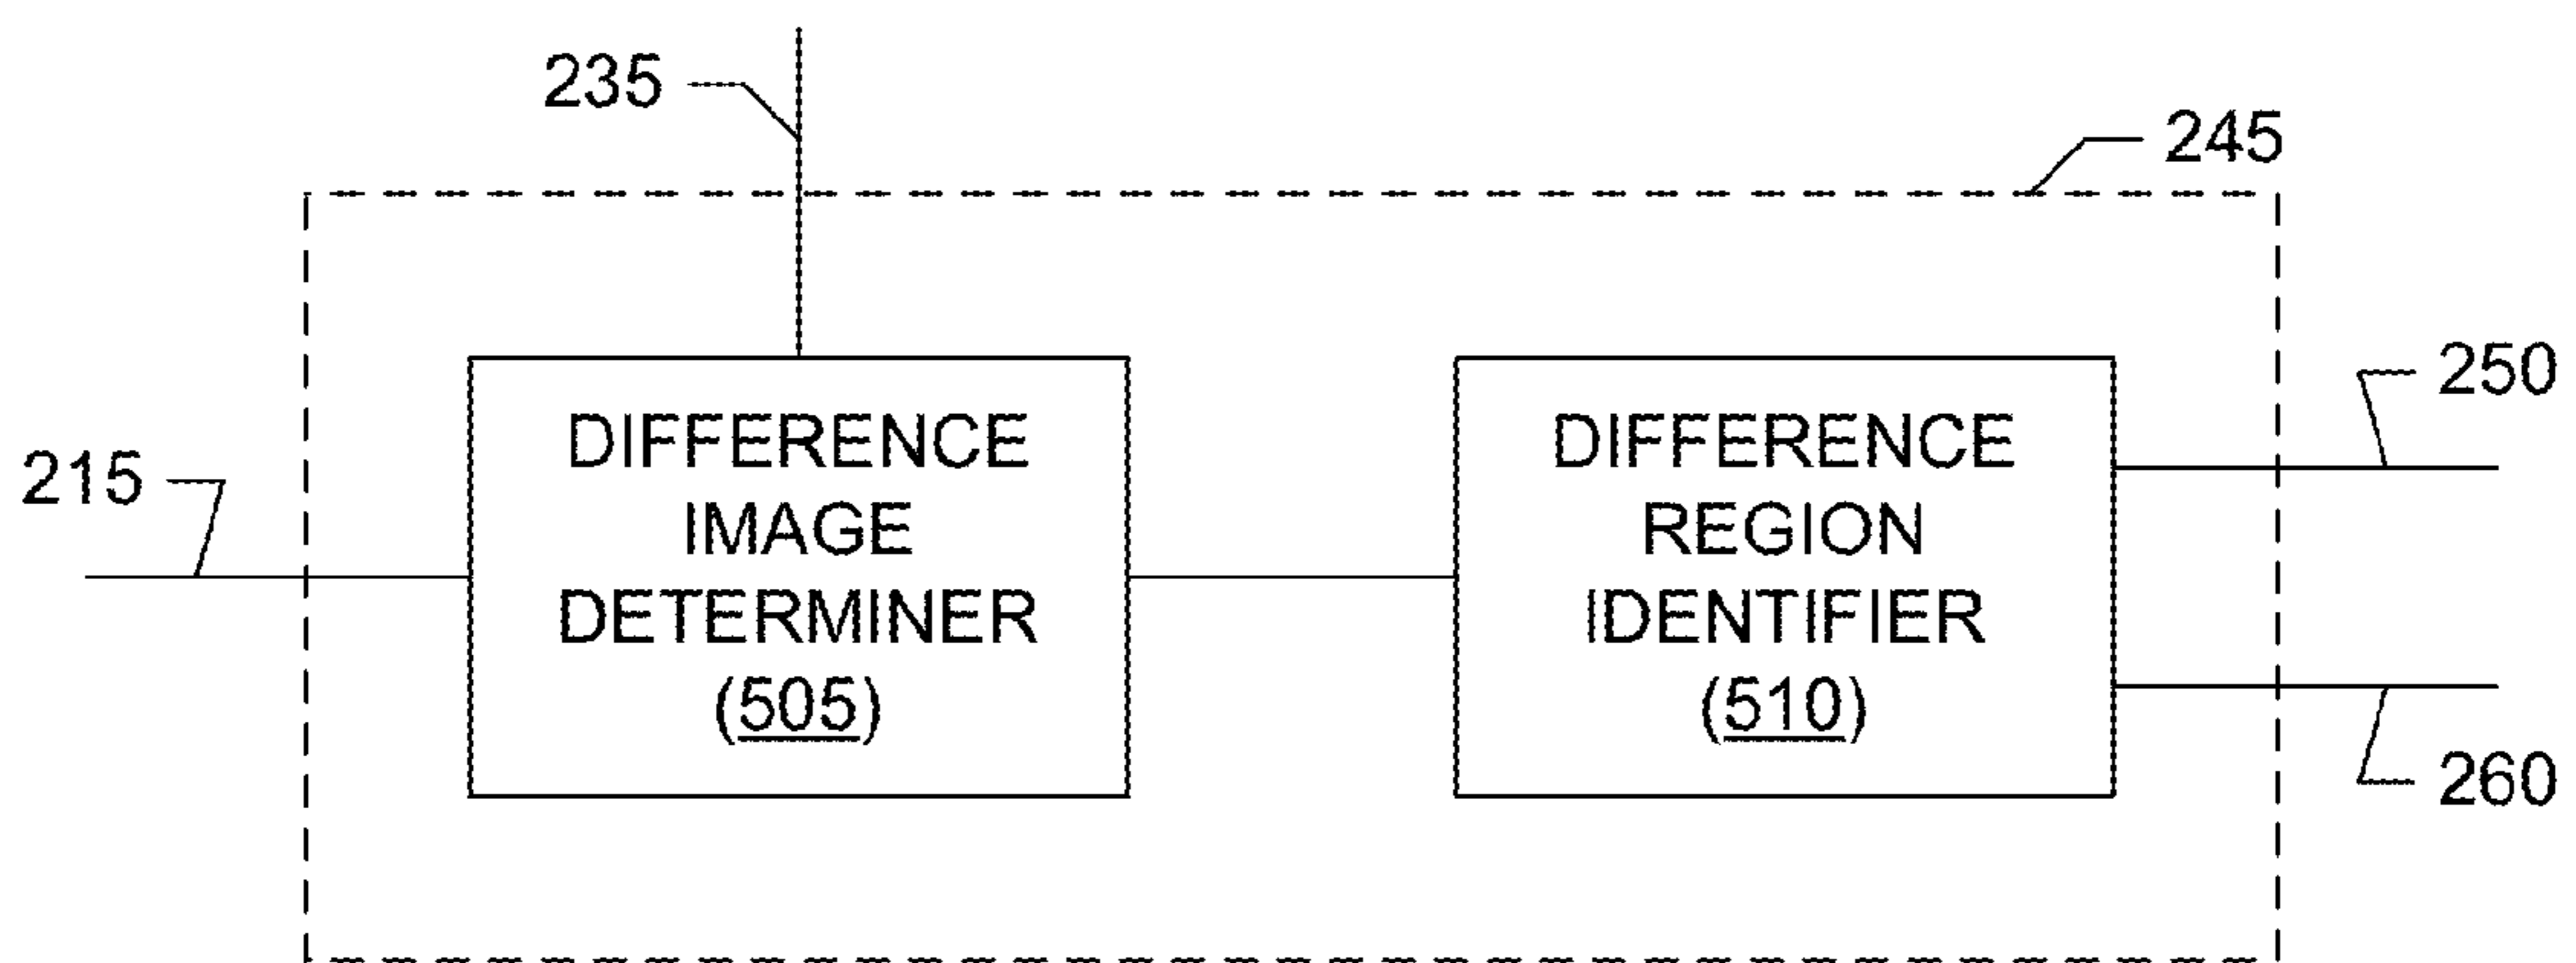 235
245
250
215
DIFFERENCE
IMAGE
DETERMINER
(505)
DIFFERENCE
REGION
IDENTIFIER
(510)
260